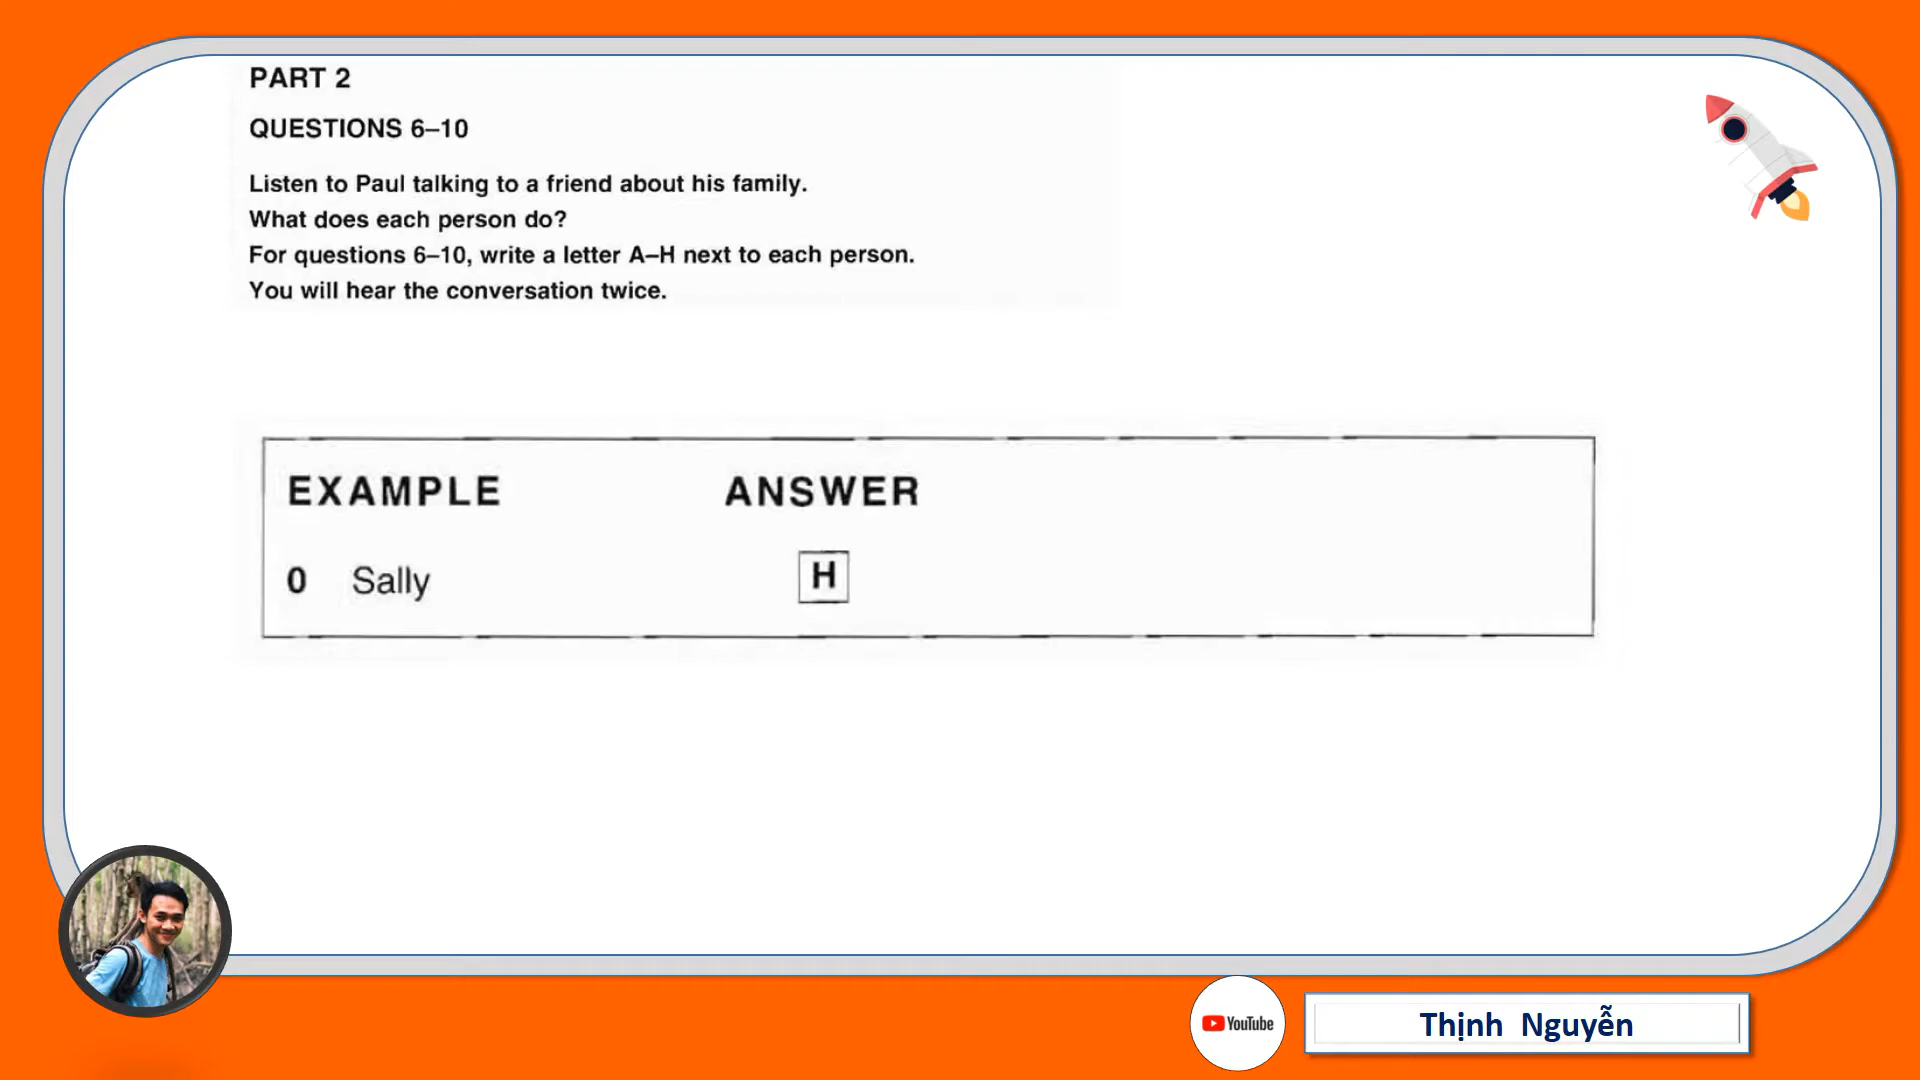 PART 2
QUESTIONS 6–10
Listen to Paul talking to a friend about his family.
What does each person do?
For questions 6–10, write a letter A–H next to each person.
You will hear the conversation twice.
EXAMPLE ANSWER
0 Sally H
YouTube
Thịnh Nguyễn